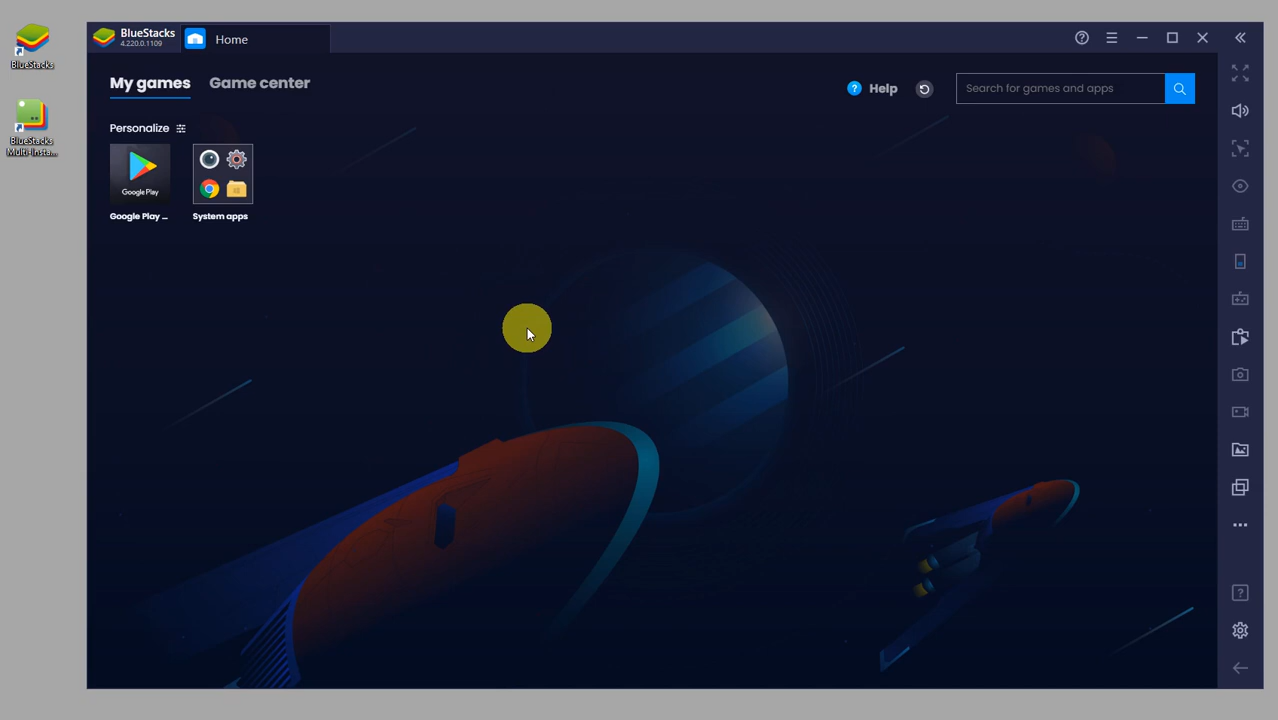 BlueStacks
BlueStacks
Multi-Insta...
BlueStacks
4.220.0.1109
Home
My games
Game center
Help
Search for games and apps
Personalize
Google Play
Google Play ...
System apps